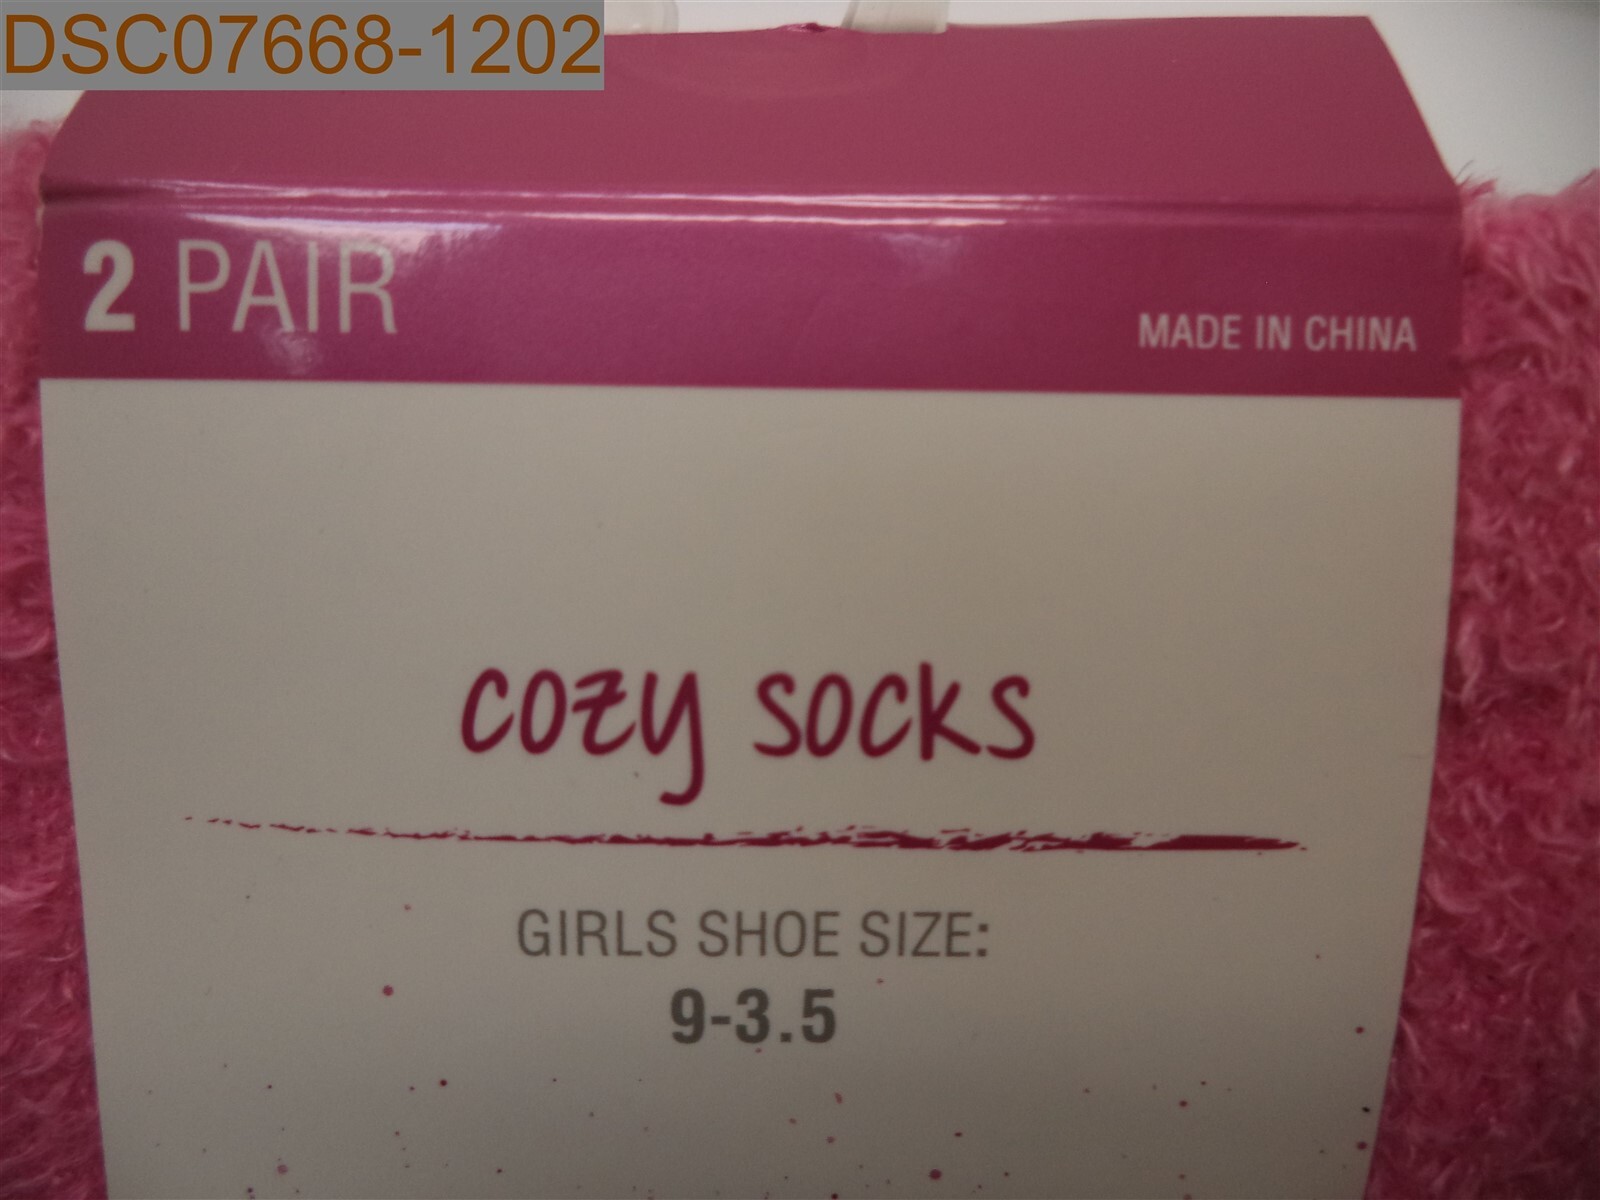 DSC07668-1202
2 PAIR
MADE IN CHINA
cozy socks
GIRLS SHOE SIZE:
9-3.5